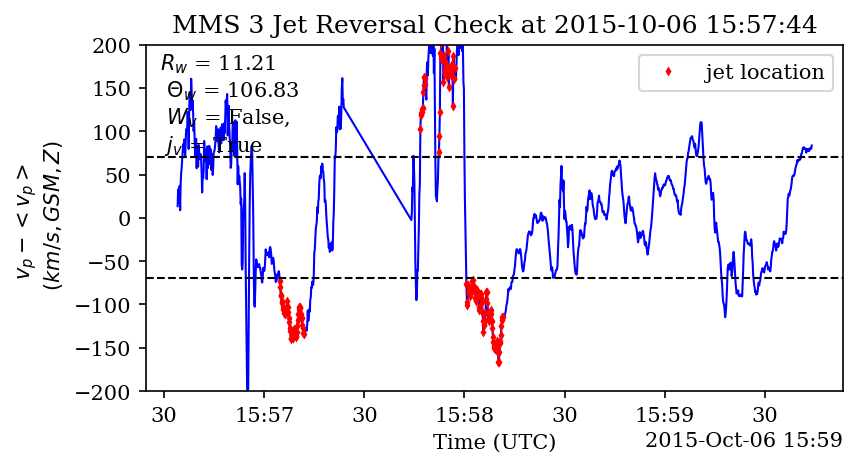 MMS 3 Jet Reversal Check at 2015-10-06 15:57:44
R_w = 11.21
Θ_w = 106.83
W_v = False,
j_v = True
jet location
v_p − < v_p >
(km/s, GSM, Z)
200
150
100
50
0
−50
−100
−150
−200
30 15:57 30 15:58 30 15:59 30
Time (UTC)
2015-Oct-06 15:59